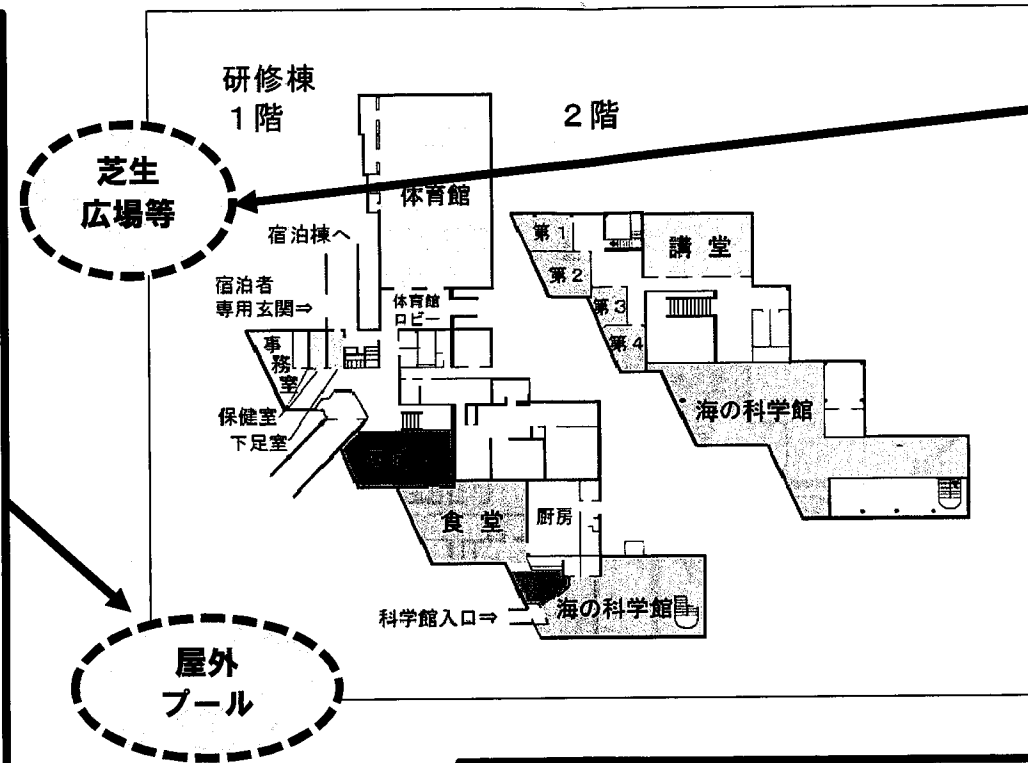 研修棟
1階
2階
芝生
広場等
体育館
宿泊棟へ
宿泊者
専用玄関⇒
体育館
ロビー
事
務
室
保健室
下足室
食堂
厨房
海の科学館
科学館入口⇒
第1
第2
第3
第4
講堂
海の科学館
屋外
プール